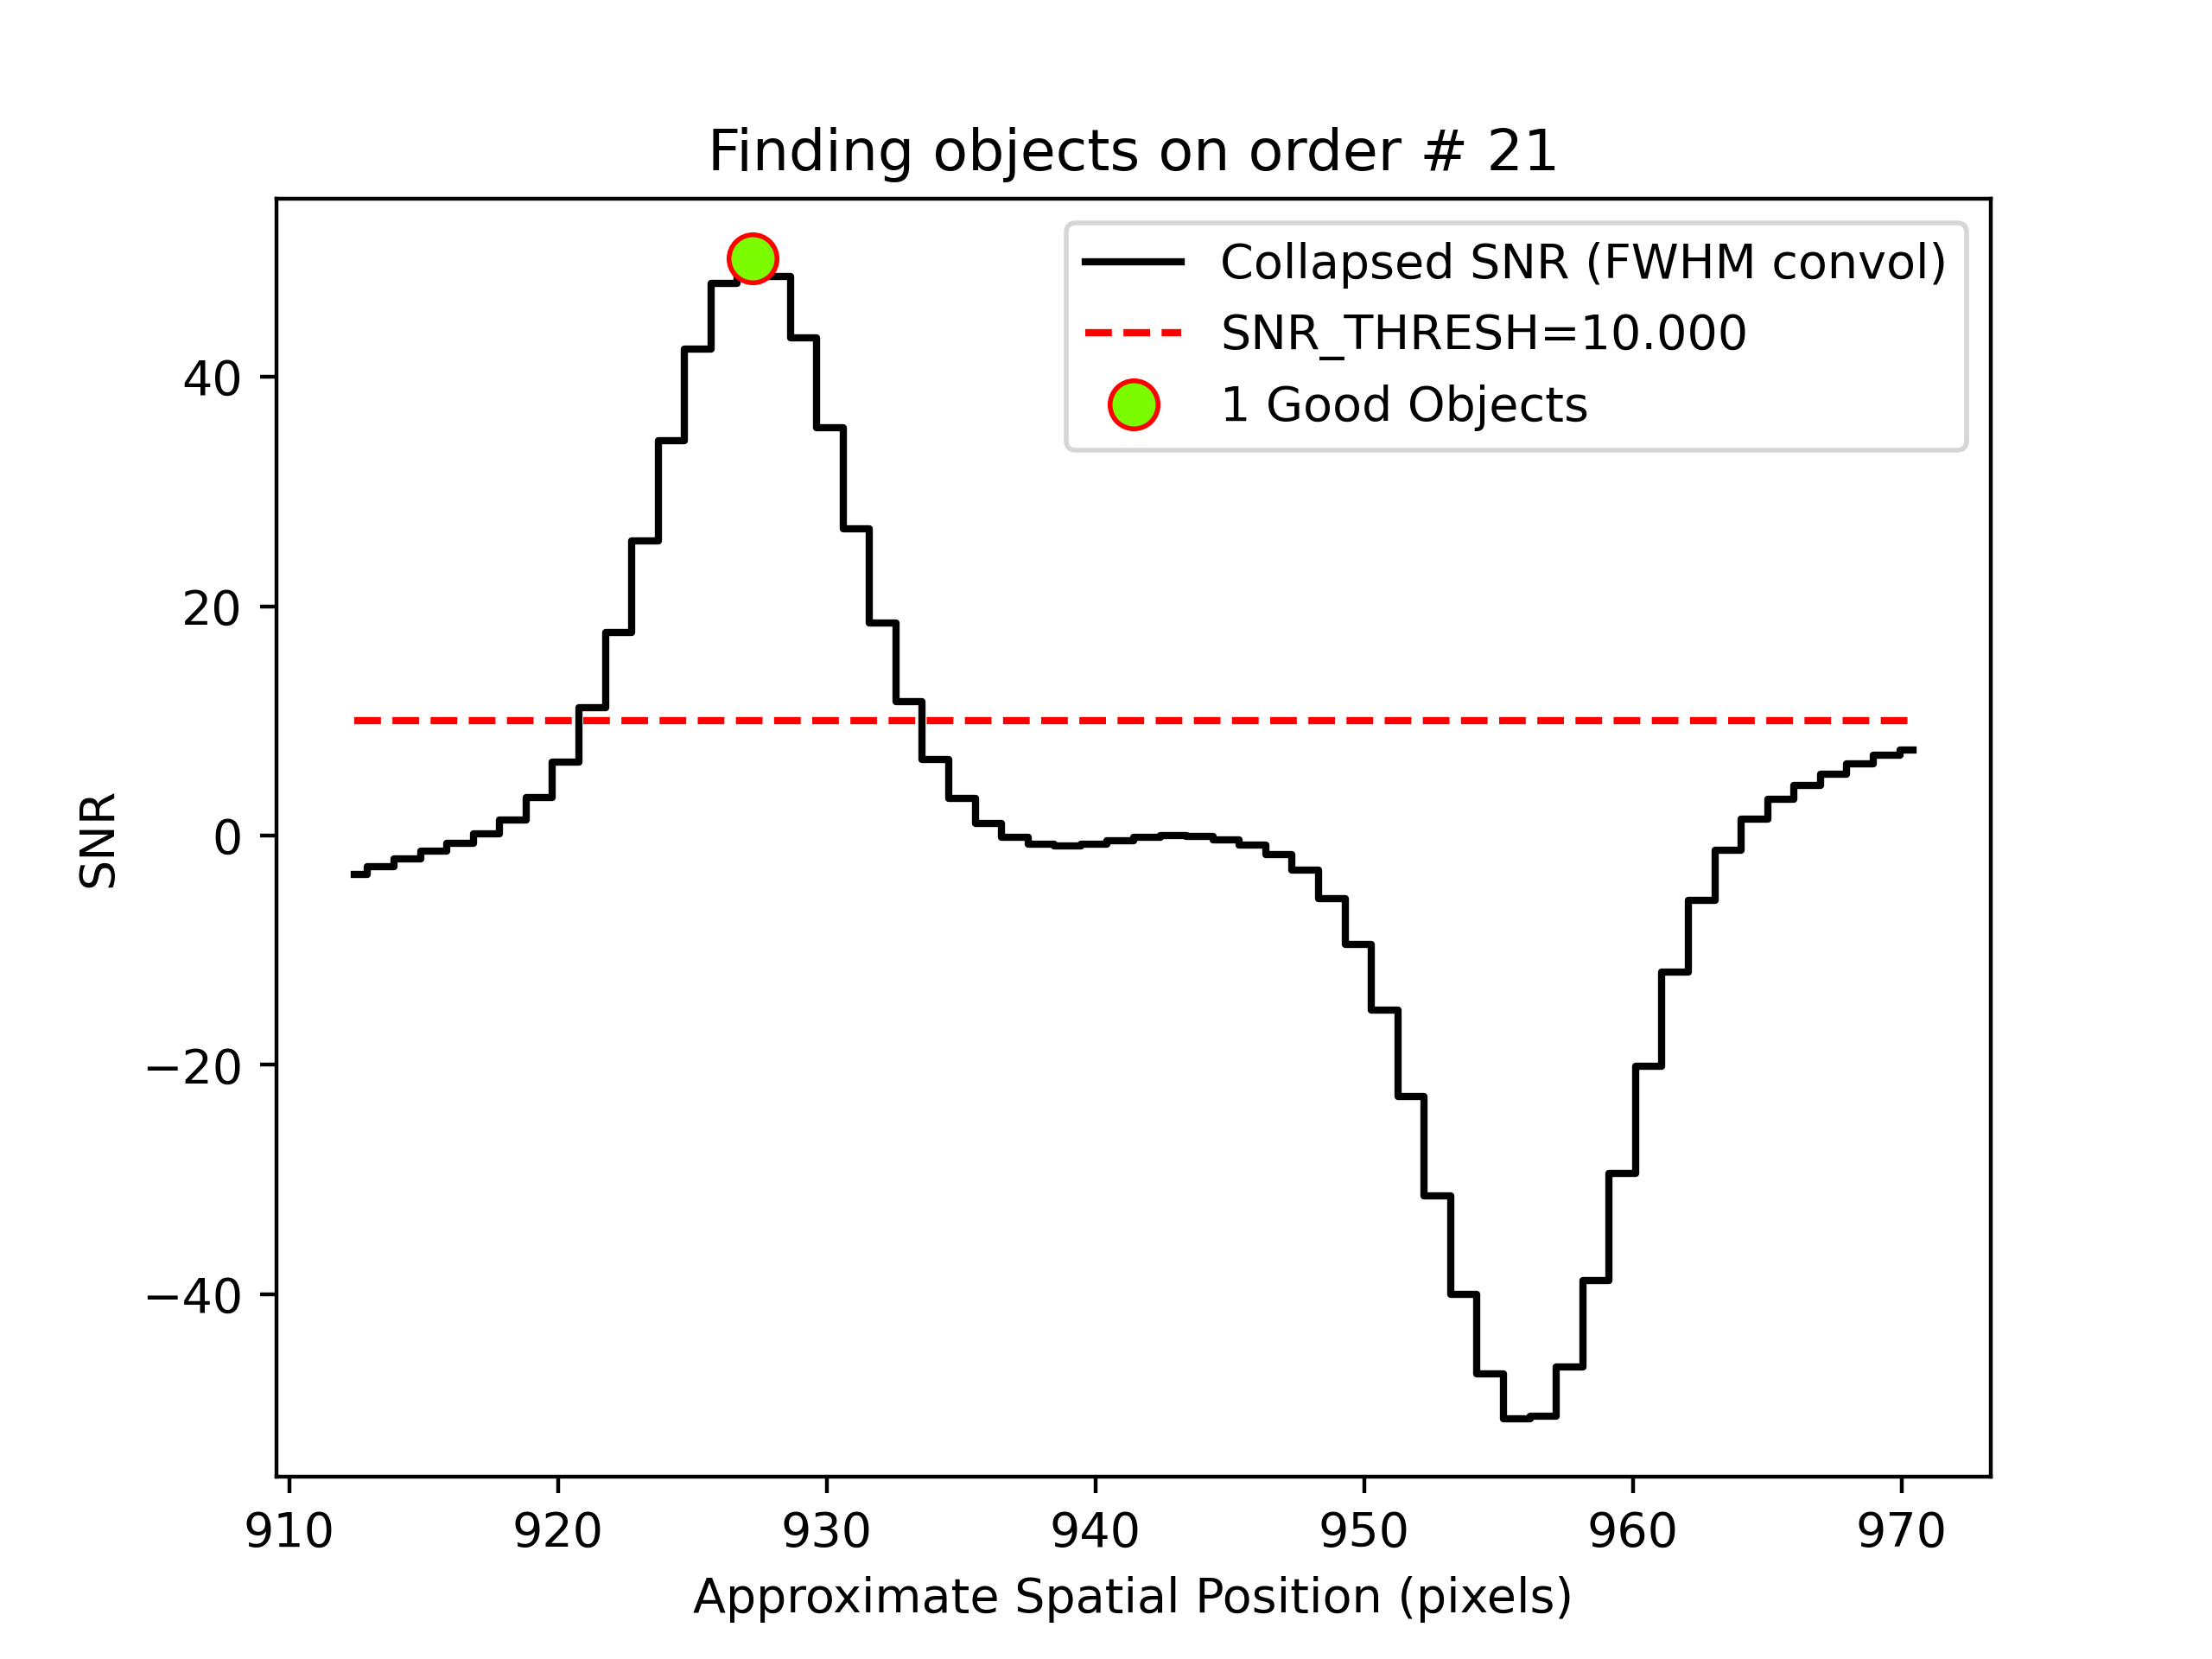 Finding objects on order # 21
Collapsed SNR (FWHM convol)
SNR_THRESH=10.000
1 Good Objects
40
20
0
−20
−40
SNR
910 920 930 940 950 960 970
Approximate Spatial Position (pixels)